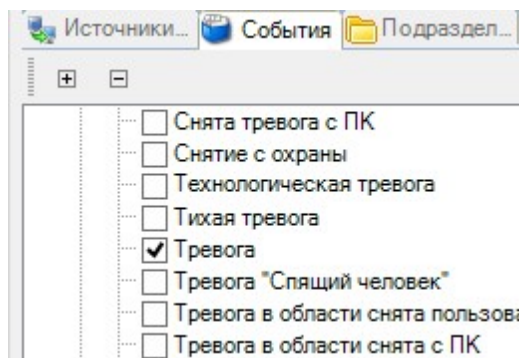 Источники... События Подраздел...
Снята тревога с ПК
Снятие с охраны
Технологическая тревога
Тихая тревога
Тревога
Тревога "Спящий человек"
Тревога в области снята пользова
Тревога в области снята с ПК